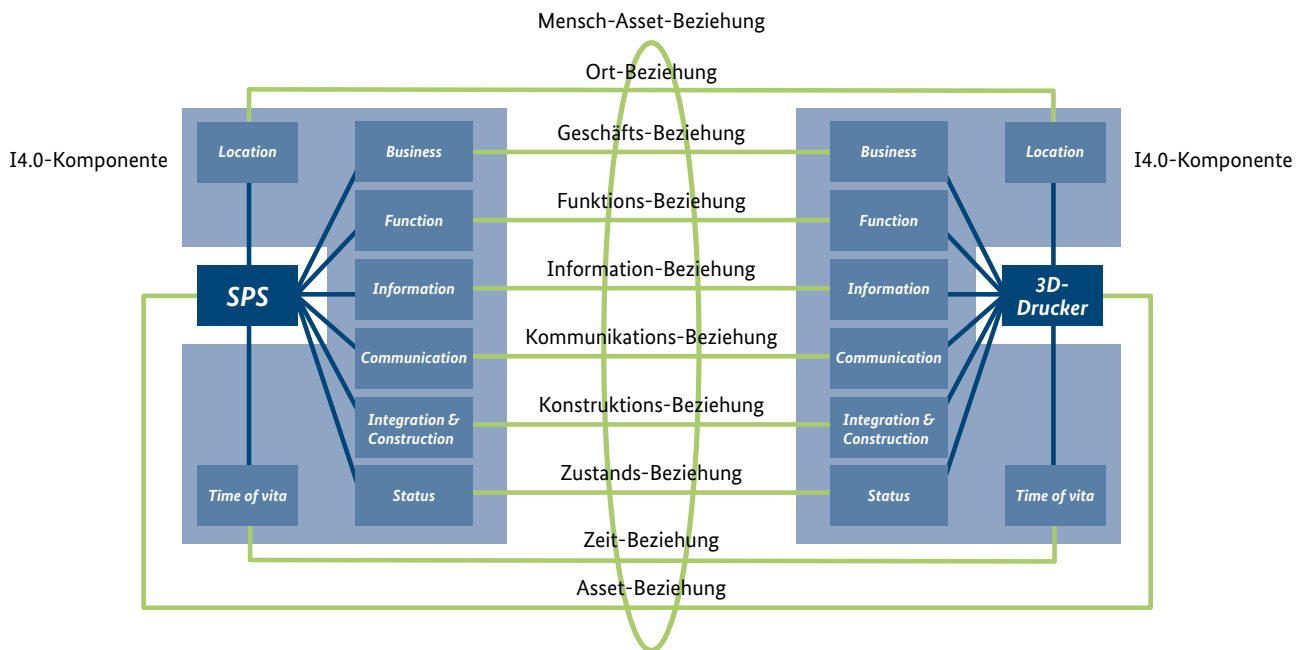 Mensch-Asset-Beziehung
Ort-Beziehung
I4.0-Komponente
Location
Business
Geschäfts-Beziehung
Business
Location
I4.0-Komponente
Function
Funktions-Beziehung
Function
SPS
Information
Information-Beziehung
Information
3D-
Drucker
Communication
Kommunikations-Beziehung
Communication
Integration &
Construction
Konstruktions-Beziehung
Integration &
Construction
Time of vita
Status
Zustands-Beziehung
Status
Time of vita
Zeit-Beziehung
Asset-Beziehung